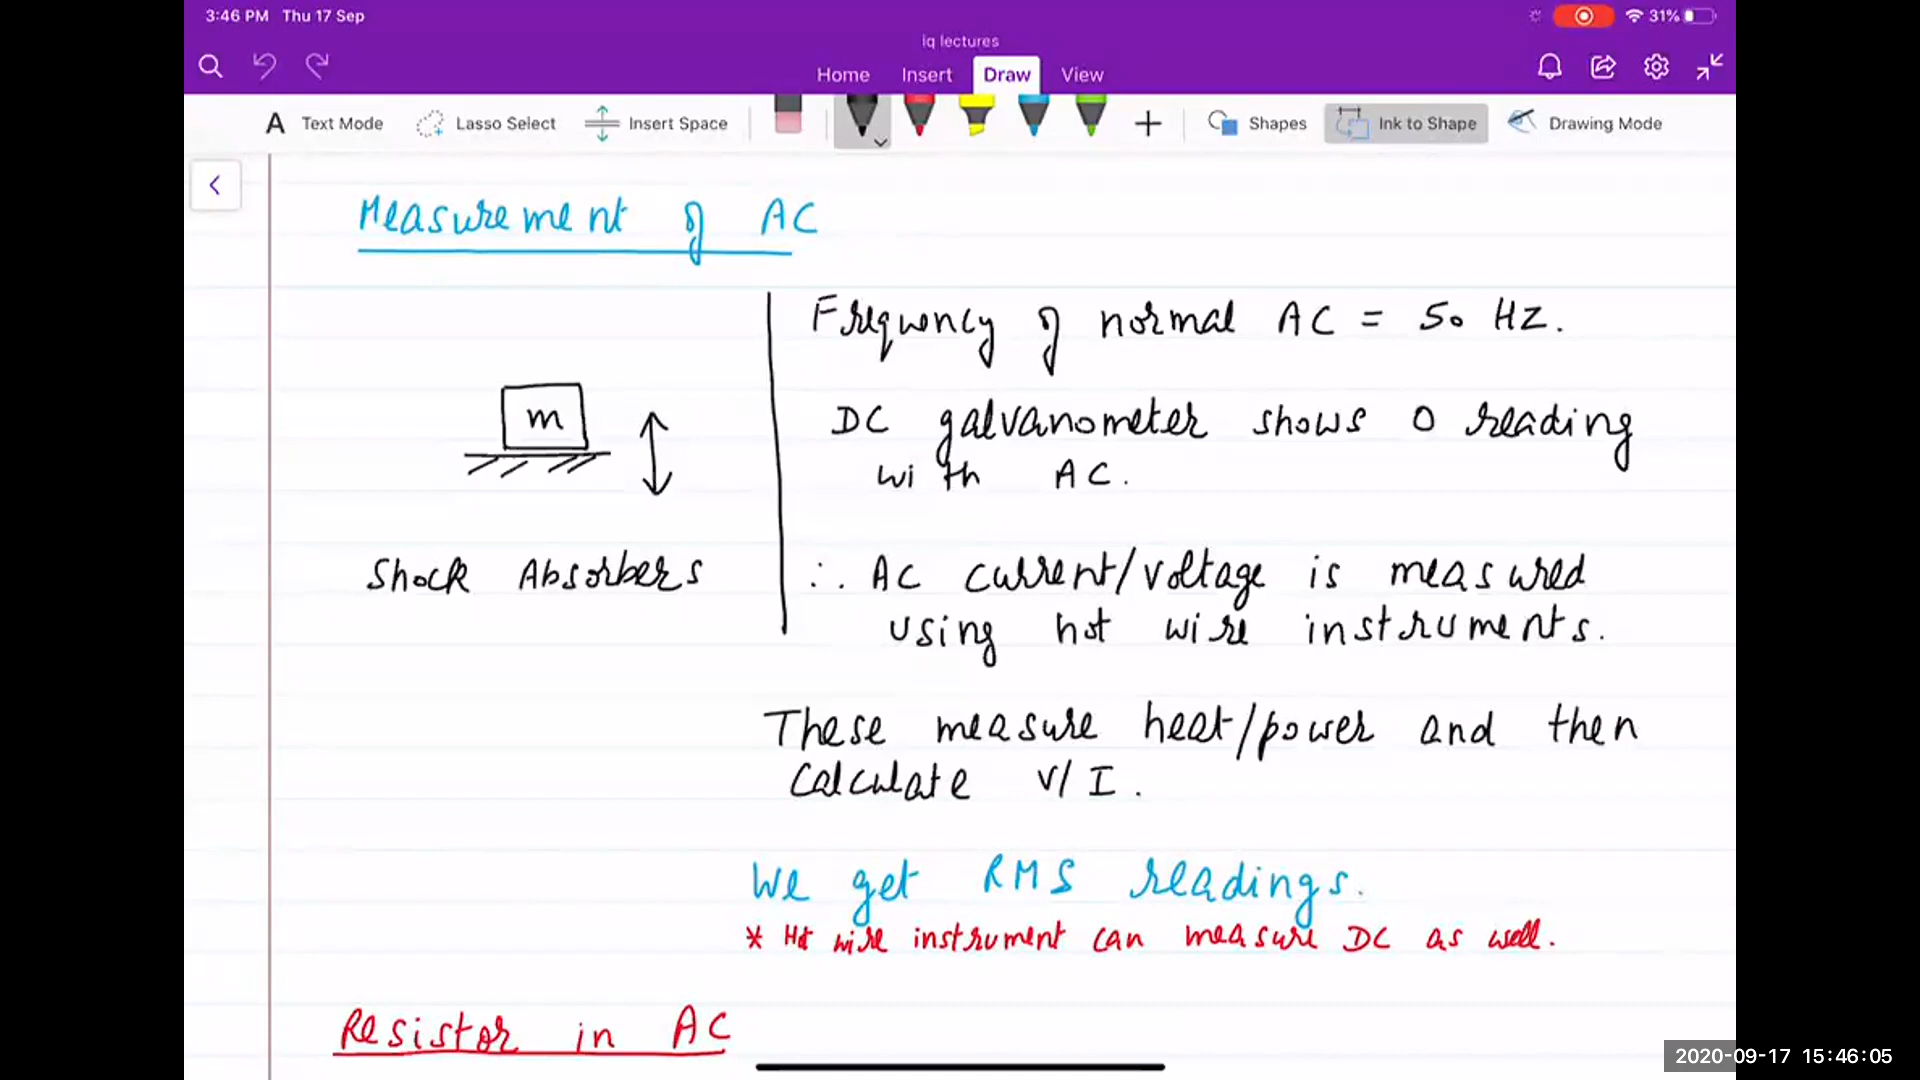 3:46 PM Thu 17 Sep
31%
iq lectures
Home Insert Draw View
A Text Mode Lasso Select Insert Space Shapes Ink to Shape Drawing Mode
Measurement of AC
Frequency of normal AC = 50 HZ.
m
DC galvanometer shows 0 reading
with AC.
Shock Absorbers
∴ AC current/voltage is measured
using hot wire instruments.
These measure heat/power and then
Calculate V/I.
We get RMS readings.
* Hot wire instrument can measure DC as well.
Resistor in AC
2020-09-17 15:46:05